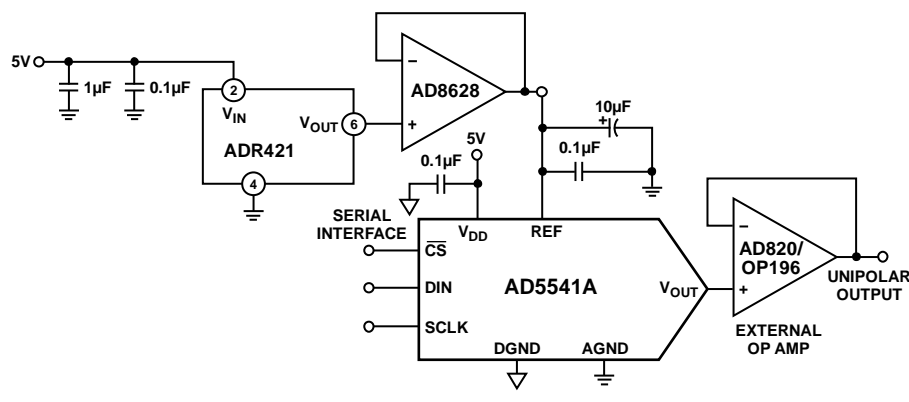 5V
1µF
0.1µF
2
VIN
VOUT
6
ADR421
4
−
AD8628
+
10µF
+
0.1µF
5V
0.1µF
SERIAL
INTERFACE
VDD
REF
CS
DIN
SCLK
AD5541A
VOUT
DGND
AGND
−
AD820/
OP196
+
UNIPOLAR
OUTPUT
EXTERNAL
OP AMP